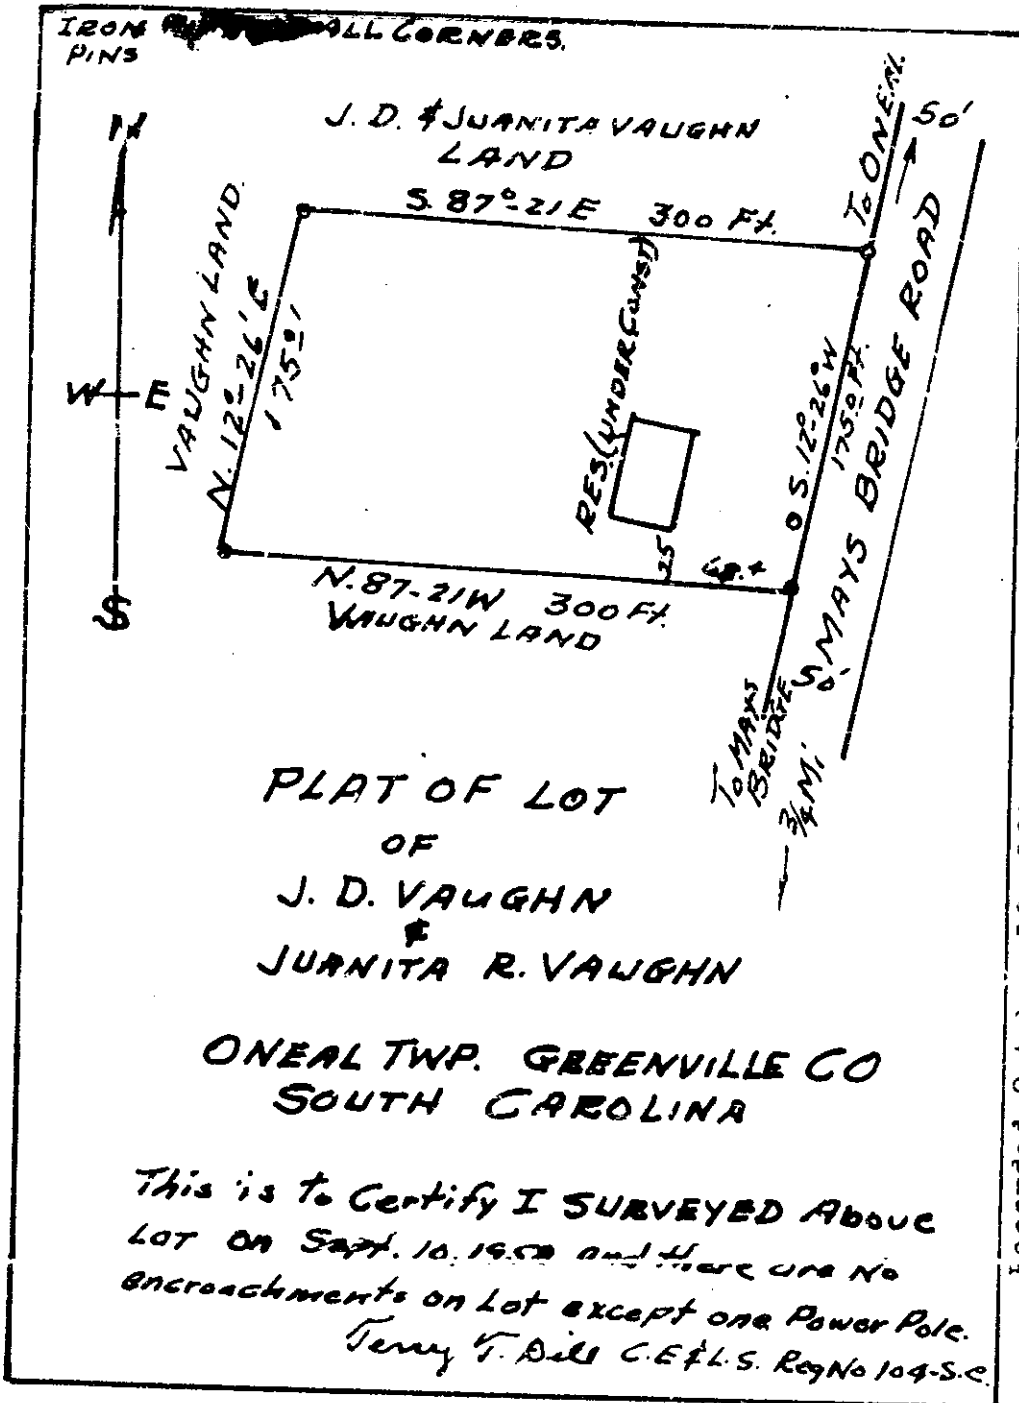 IRON ALL CORNERS.
PINS
N
W E
S
J. D. & JUANITA VAUGHN
LAND
S. 87°-21 E 300 Ft.
VAUGHN LAND.
N. 12°-26' E
175.0'
RES. (UNDER CONST)
25
N. 87-21W 300 Ft.
VAUGHN LAND
To ONEAL
50'
S. 12°-26' W
175.0 Ft.
MAYS BRIDGE ROAD
50'
To MAYS
BRIDGE
3/4 Mi
PLAT OF LOT
OF
J. D. VAUGHN
&
JUANITA R. VAUGHN
ONEAL TWP. GREENVILLE CO
SOUTH CAROLINA
This is to Certify I SURVEYED Above
LOT on Sept. 10. and there are No
encroachments on Lot except one Power Pole.
Terry T. Dill C.E & L.S. Reg No 104-S.C.